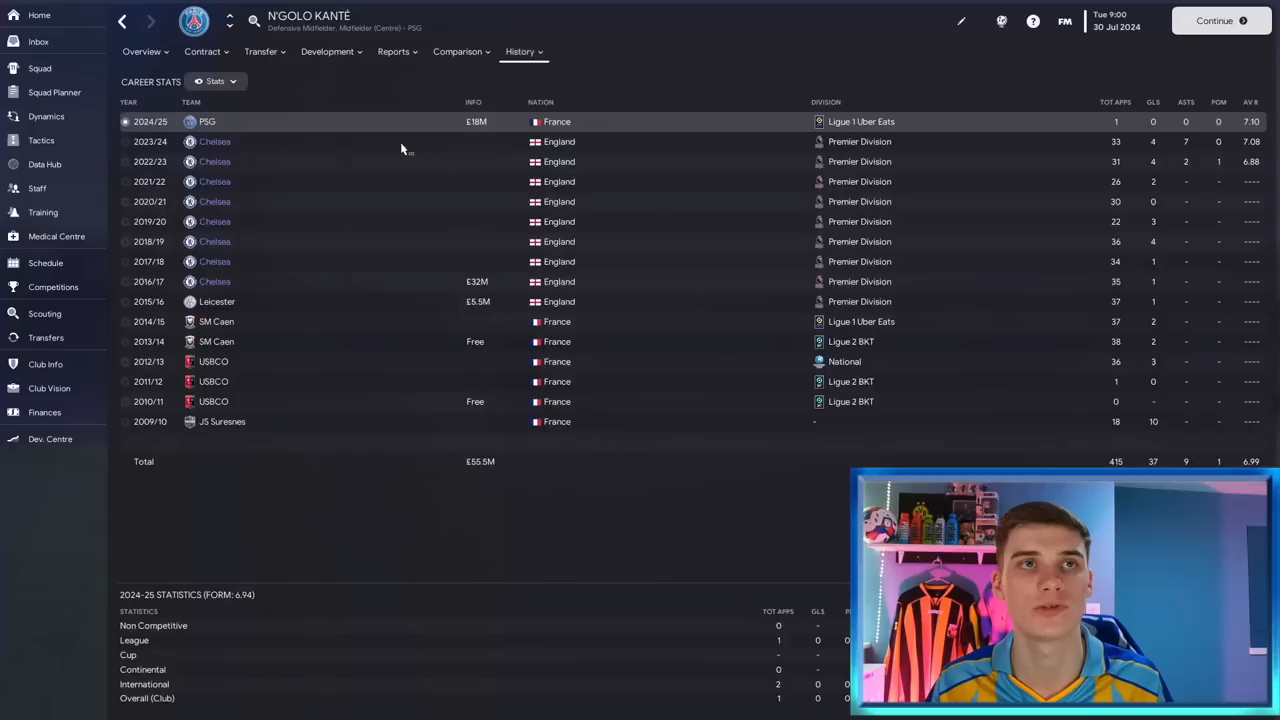 Home
Inbox
Squad
Squad Planner
Dynamics
Tactics
Data Hub
Staff
Training
Medical Centre
Schedule
Competitions
Scouting
Transfers
Club Info
Club Vision
Finances
Dev. Centre
N'GOLO KANTÉ
Defensive Midfielder, Midfielder (Centre) - PSG
FM
Tue 9:00
30 Jul 2024
Continue
Overview Contract Transfer Development Reports Comparison History
CAREER STATS Stats
YEAR TEAM INFO NATION DIVISION TOT APPS GLS ASTS POM AV R
2024/25 PSG £18M France Ligue 1 Uber Eats 1 0 0 0 7.10
2023/24 Chelsea England Premier Division 33 4 7 0 7.08
2022/23 Chelsea England Premier Division 31 4 2 1 6.88
2021/22 Chelsea England Premier Division 26 2 - - ----
2020/21 Chelsea England Premier Division 30 0 - - ----
2019/20 Chelsea England Premier Division 22 3 - - ----
2018/19 Chelsea England Premier Division 36 4 - - ----
2017/18 Chelsea England Premier Division 34 1 - - ----
2016/17 Chelsea £32M England Premier Division 35 1 - - ----
2015/16 Leicester £5.5M England Premier Division 37 1 - - ----
2014/15 SM Caen France Ligue 1 Uber Eats 37 2 - - ----
2013/14 SM Caen Free France Ligue 2 BKT 38 2 - - ----
2012/13 USBCO France National 36 3 - - ----
2011/12 USBCO France Ligue 2 BKT 1 0 - - ----
2010/11 USBCO Free France Ligue 2 BKT 0 - - - ----
2009/10 JS Suresnes France - 18 10 - - ----
Total £55.5M 415 37 9 1 6.99
2024-25 STATISTICS (FORM: 6.94)
STATISTICS TOT APPS GLS
Non Competitive 0 -
League 1 0 0
Cup - -
Continental 0 -
International 2 0 0
Overall (Club) 1 0 0